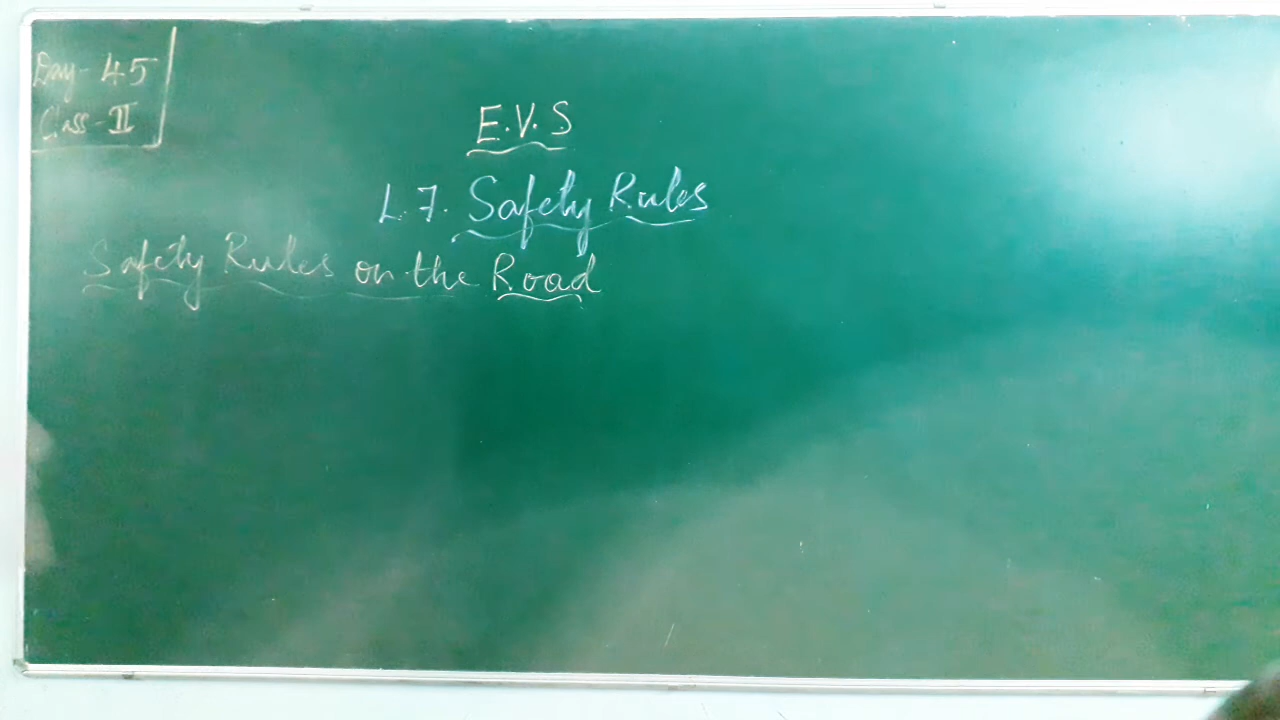 Day-45
Class-II
E.V.S
L.7. Safety Rules
Safety Rules on the Road